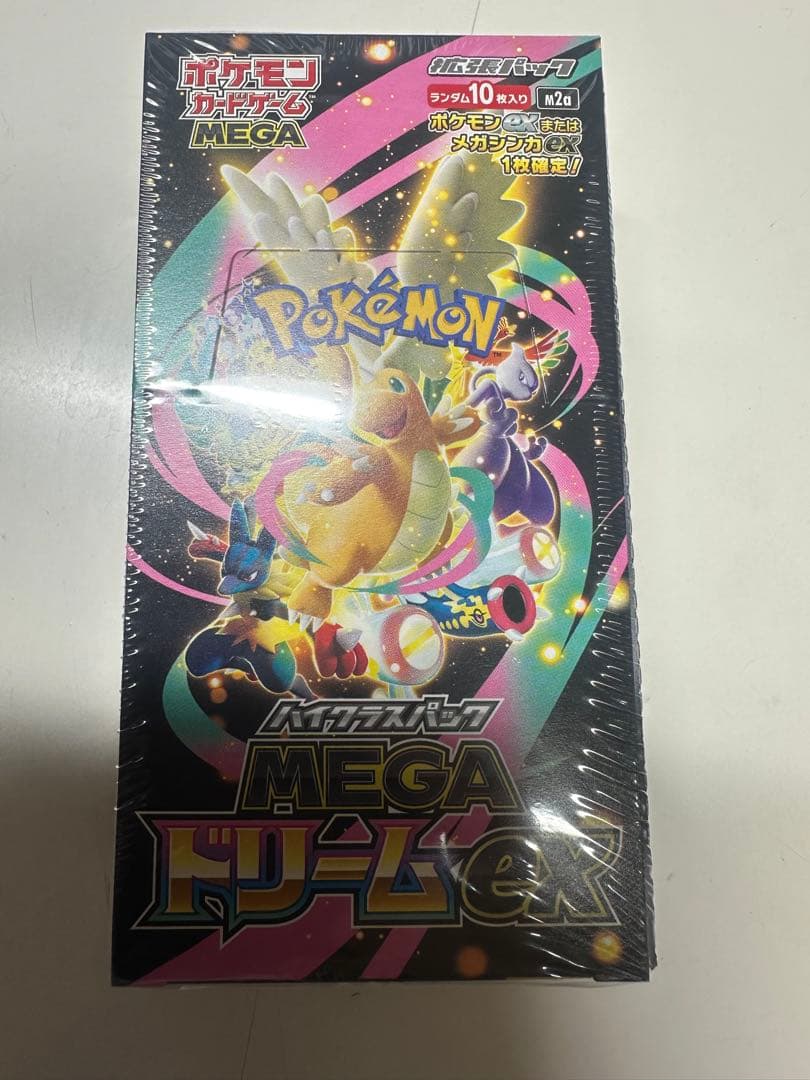 ポケモン
カードゲーム™
MEGA
拡張パック
ランダム10枚入り M2a
ポケモンexまたは
メガシンカex
1枚確定!
POKéMON™
ハイクラスパック
MEGA
ドリームex